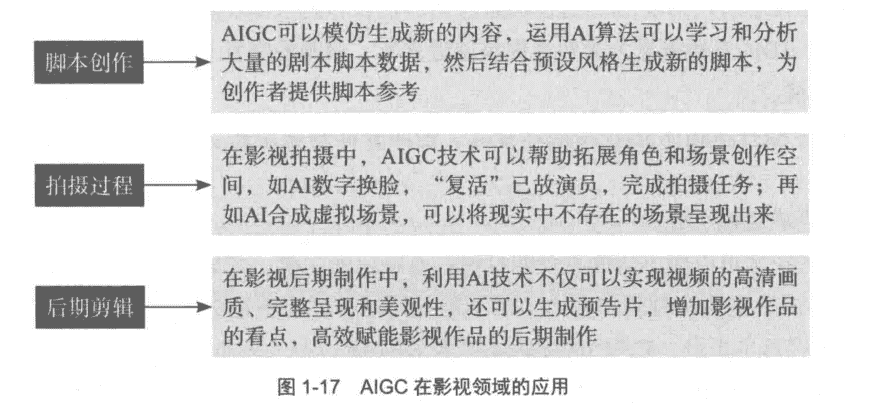 脚本创作
AIGC可以模仿生成新的内容，运用AI算法可以学习和分析
大量的剧本脚本数据，然后结合预设风格生成新的脚本，为
创作者提供脚本参考
拍摄过程
在影视拍摄中，AIGC技术可以帮助拓展角色和场景创作空
间，如AI数字换脸，“复活”已故演员，完成拍摄任务；再
如AI合成虚拟场景，可以将现实中不存在的场景呈现出来
后期剪辑
在影视后期制作中，利用AI技术不仅可以实现视频的高清画
质、完整呈现和美观性，还可以生成预告片，增加影视作品
的看点，高效赋能影视作品的后期制作
图 1-17 AIGC 在影视领域的应用